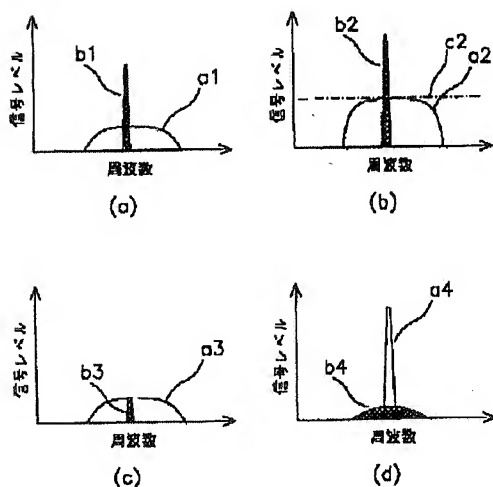 b1
a1
信号レベル
周波数
(a)
b2
c2
a2
信号レベル
周波数
(b)
b3
a3
信号レベル
周波数
(c)
a4
b4
信号レベル
周波数
(d)